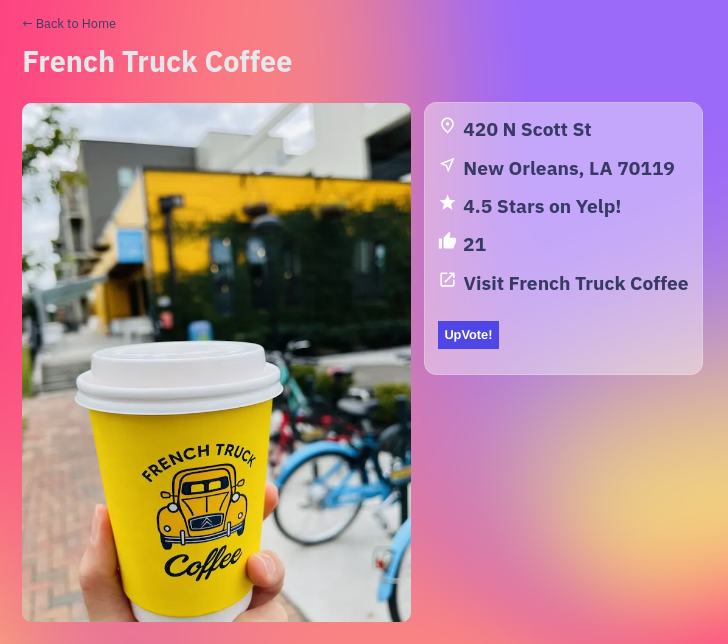 ← Back to Home
French Truck Coffee
420 N Scott St
New Orleans, LA 70119
4.5 Stars on Yelp!
21
Visit French Truck Coffee
UpVote!
FRENCH TRUCK
Coffee